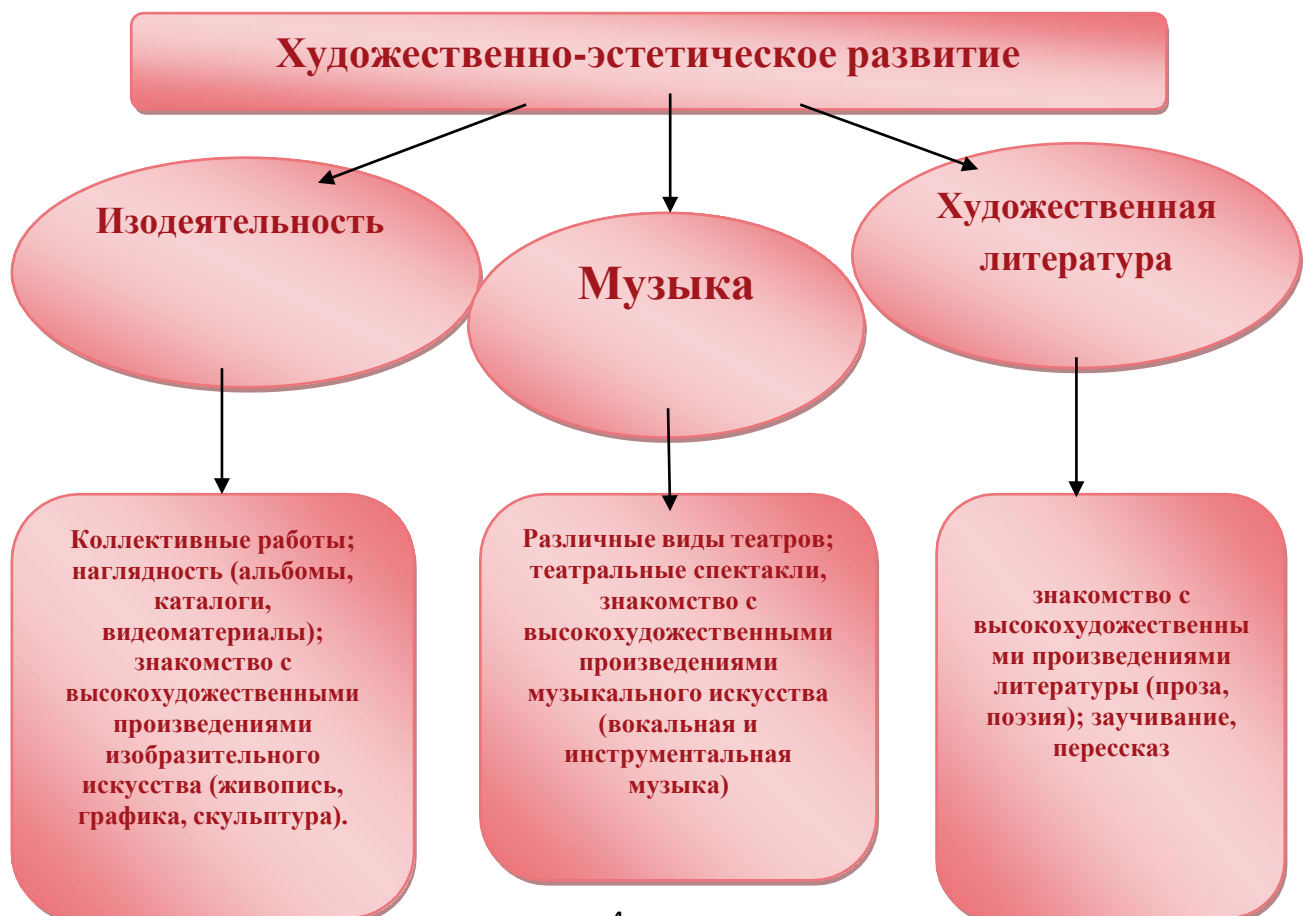 Художественно-эстетическое развитие
Изодеятельность
Музыка
Художественная
литература
Коллективные работы;
наглядность (альбомы,
каталоги,
видеоматериалы);
знакомство с
высокохудожественными
произведениями
изобразительного
искусства (живопись,
графика, скульптура).
Различные виды театров;
театральные спектакли,
знакомство с
высокохудожественными
произведениями
музыкального искусства
(вокальная и
инструментальная
музыка)
знакомство с
высокохудожественны
ми произведениями
литературы (проза,
поэзия); заучивание,
перессказ